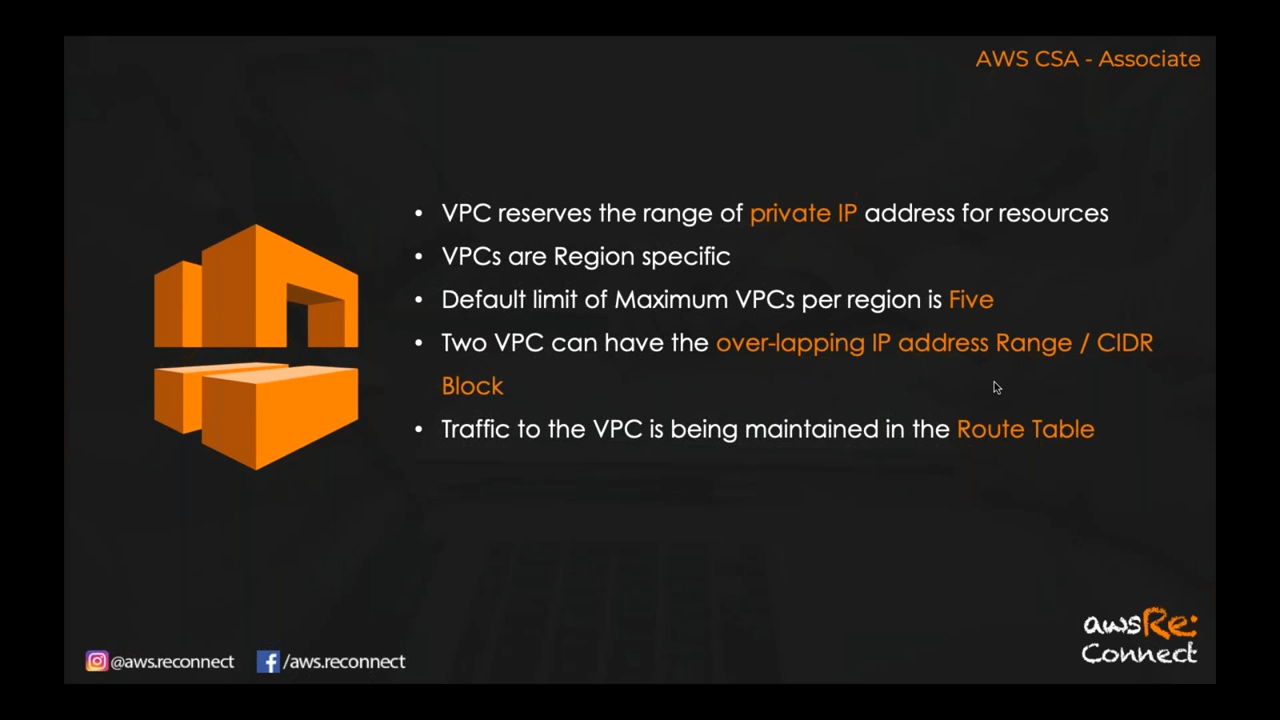 AWS CSA - Associate
• VPC reserves the range of private IP address for resources
• VPCs are Region specific
• Default limit of Maximum VPCs per region is Five
• Two VPC can have the over-lapping IP address Range / CIDR
Block
• Traffic to the VPC is being maintained in the Route Table
awsRe:
Connect
@aws.reconnect /aws.reconnect